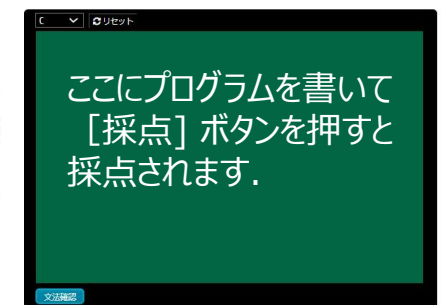 C リセット
ここにプログラムを書いて
［採点］ボタンを押すと
採点されます.
文法確認